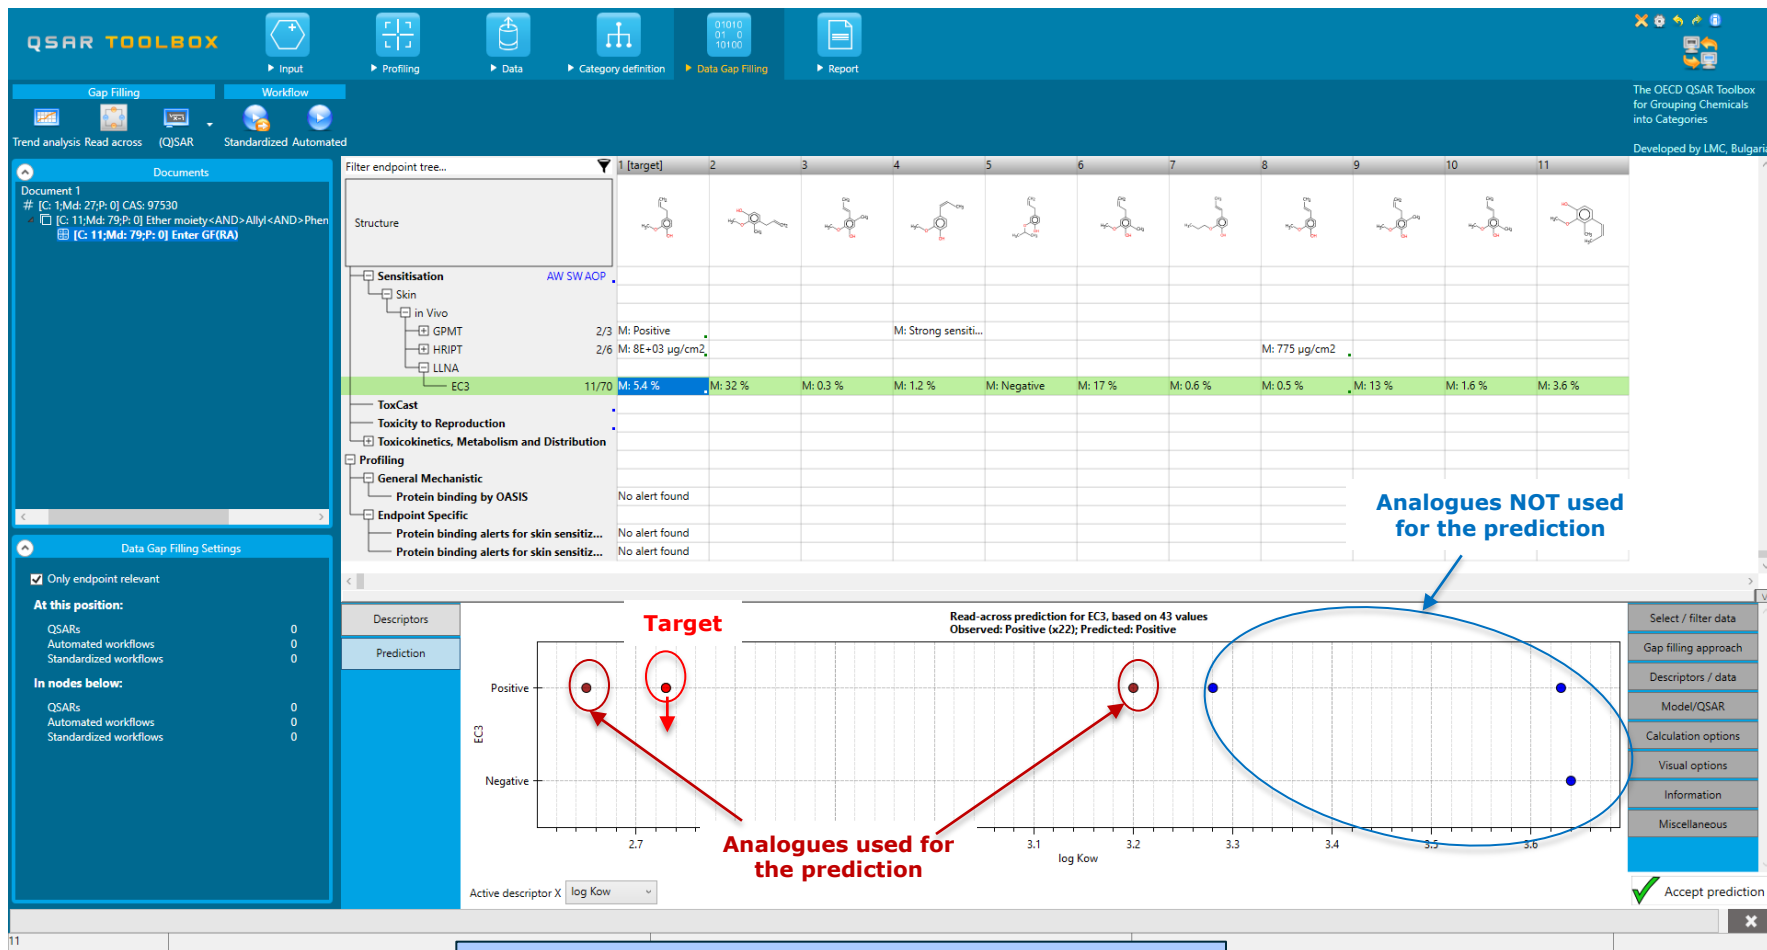 QSAR TOOLBOX
Input
Profiling
Data
Category definition
01010
01 0
10100
Data Gap Filling
Report
Gap Filling
Workflow
Trend analysis Read across (Q)SAR Standardized Automated
The OECD QSAR Toolbox
for Grouping Chemicals
into Categories
Developed by LMC, Bulgaria
Documents
Document 1
# [C: 1;Md: 27;P: 0] CAS: 97530
[C: 11;Md: 79;P: 0] Ether moiety<AND>Allyl<AND>Phen
[C: 11;Md: 79;P: 0] Enter GF(RA)
Filter endpoint tree... 1 [target] 2 3 4 5 6 7 8 9 10 11
Structure
Sensitisation AW SW AOP
Skin
in Vivo
GPMT 2/3 M: Positive M: Strong sensiti...
HRIPT 2/6 M: 8E+03 µg/cm2 M: 775 µg/cm2
LLNA
EC3 11/70 M: 5.4 % M: 32 % M: 0.3 % M: 1.2 % M: Negative M: 17 % M: 0.6 % M: 0.5 % M: 13 % M: 1.6 % M: 3.6 %
ToxCast
Toxicity to Reproduction
Toxicokinetics, Metabolism and Distribution
Profiling
General Mechanistic
Protein binding by OASIS No alert found
Endpoint Specific
Protein binding alerts for skin sensitiz... No alert found
Protein binding alerts for skin sensitiz... No alert found
Analogues NOT used
for the prediction
Data Gap Filling Settings
Only endpoint relevant
At this position:
QSARs 0
Automated workflows 0
Standardized workflows 0
In nodes below:
QSARs 0
Automated workflows 0
Standardized workflows 0
Descriptors
Prediction
Target
Read-across prediction for EC3, based on 43 values
Observed: Positive (x22); Predicted: Positive
Positive
EC3
Negative
2.7 3.1 3.2 3.3 3.4 3.5 3.6
log Kow
Analogues used for
the prediction
Active descriptor X log Kow
Select / filter data
Gap filling approach
Descriptors / data
Model/QSAR
Calculation options
Visual options
Information
Miscellaneous
Accept prediction
11